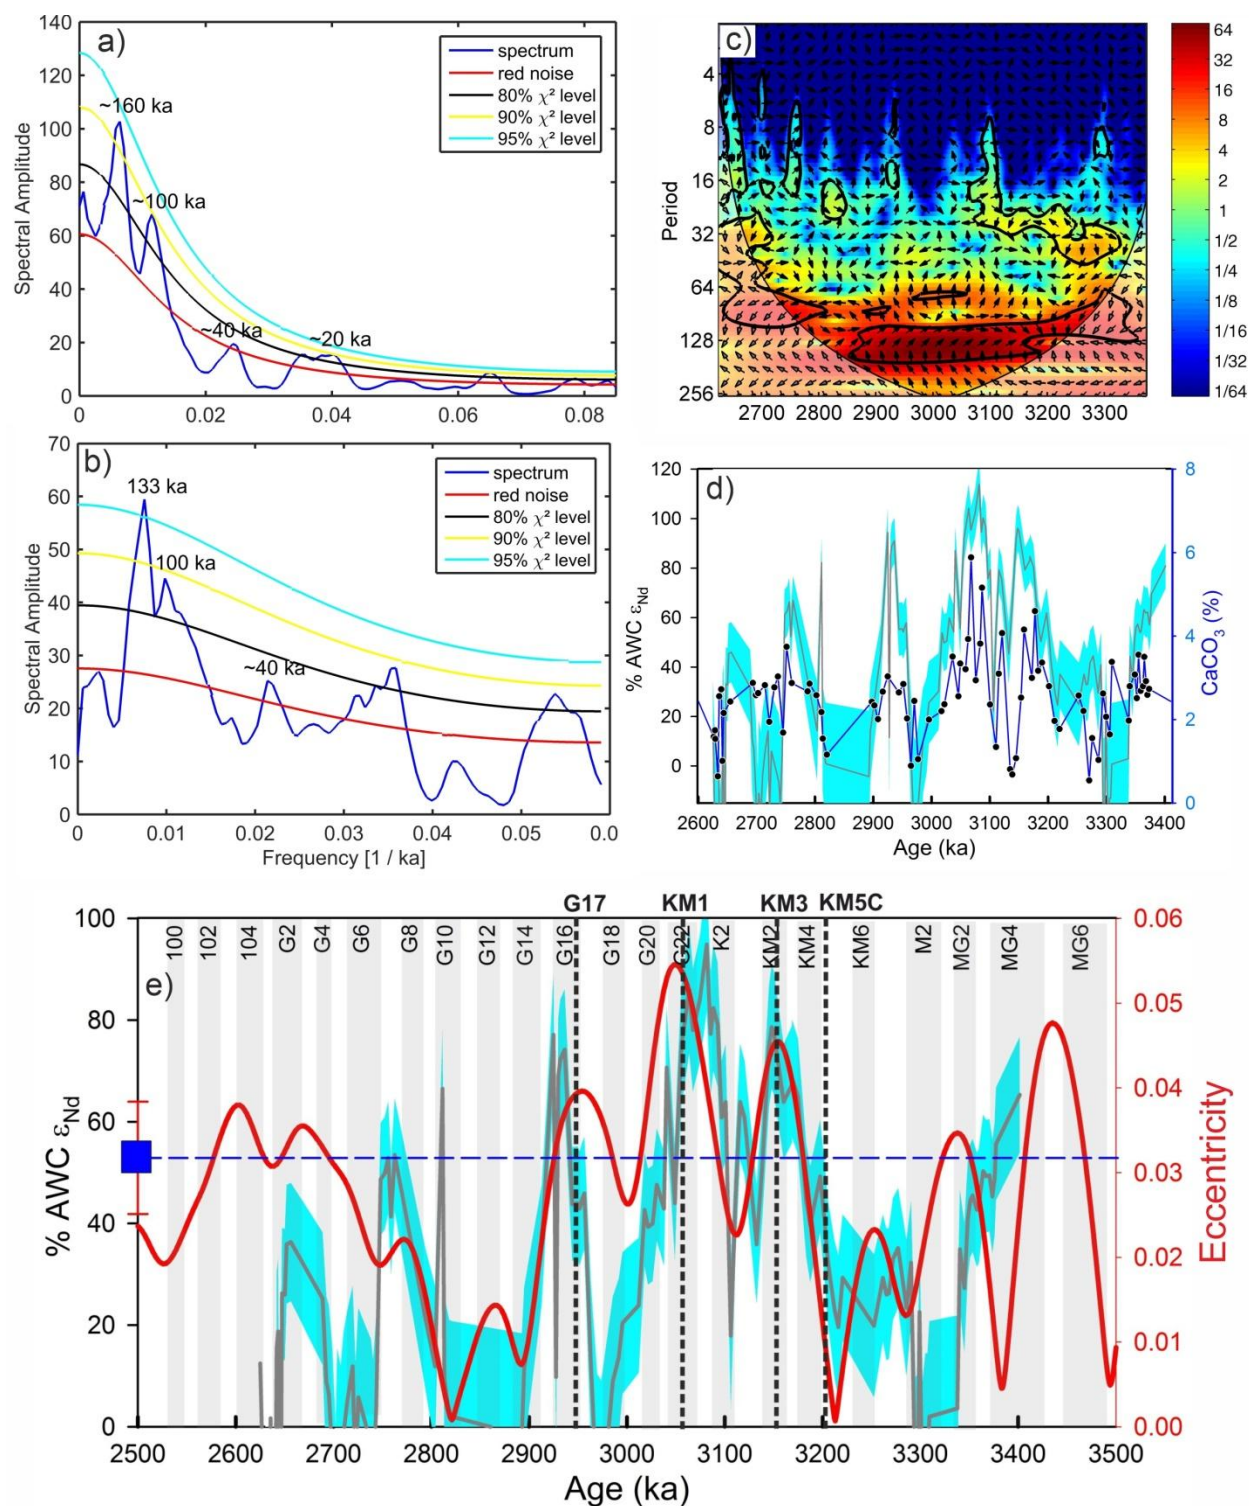 a)
140
120
100
80
60
40
20
0
Spectral Amplitude
~160 ka
~100 ka
~40 ka
~20 ka
spectrum
red noise
80% χ² level
90% χ² level
95% χ² level
0 0.02 0.04 0.06 0.08
c)
4
8
16
32
64
128
256
Period
2700 2800 2900 3000 3100 3200 3300
64
32
16
8
4
2
1
1/2
1/4
1/8
1/16
1/32
1/64
b)
70
60
50
40
30
20
10
0
Spectral Amplitude
133 ka
100 ka
~40 ka
spectrum
red noise
80% χ² level
90% χ² level
95% χ² level
0 0.01 0.02 0.03 0.04 0.05 0.0
Frequency [1 / ka]
d)
120
100
80
60
40
20
0
% AWC εNd
8
6
4
2
0
CaCO3 (%)
2600 2700 2800 2900 3000 3100 3200 3300 3400
Age (ka)
G17 KM1 KM3 KM5C
e)
100 102 104 G2 G4 G6 G8 G10 G12 G14 G16 G18 G20 G22 K2 KM2 KM4 KM6 M2 MG2 MG4 MG6
100
80
60
40
20
0
% AWC εNd
0.06
0.05
0.04
0.03
0.02
0.01
0.00
Eccentricity
2500 2600 2700 2800 2900 3000 3100 3200 3300 3400 3500
Age (ka)